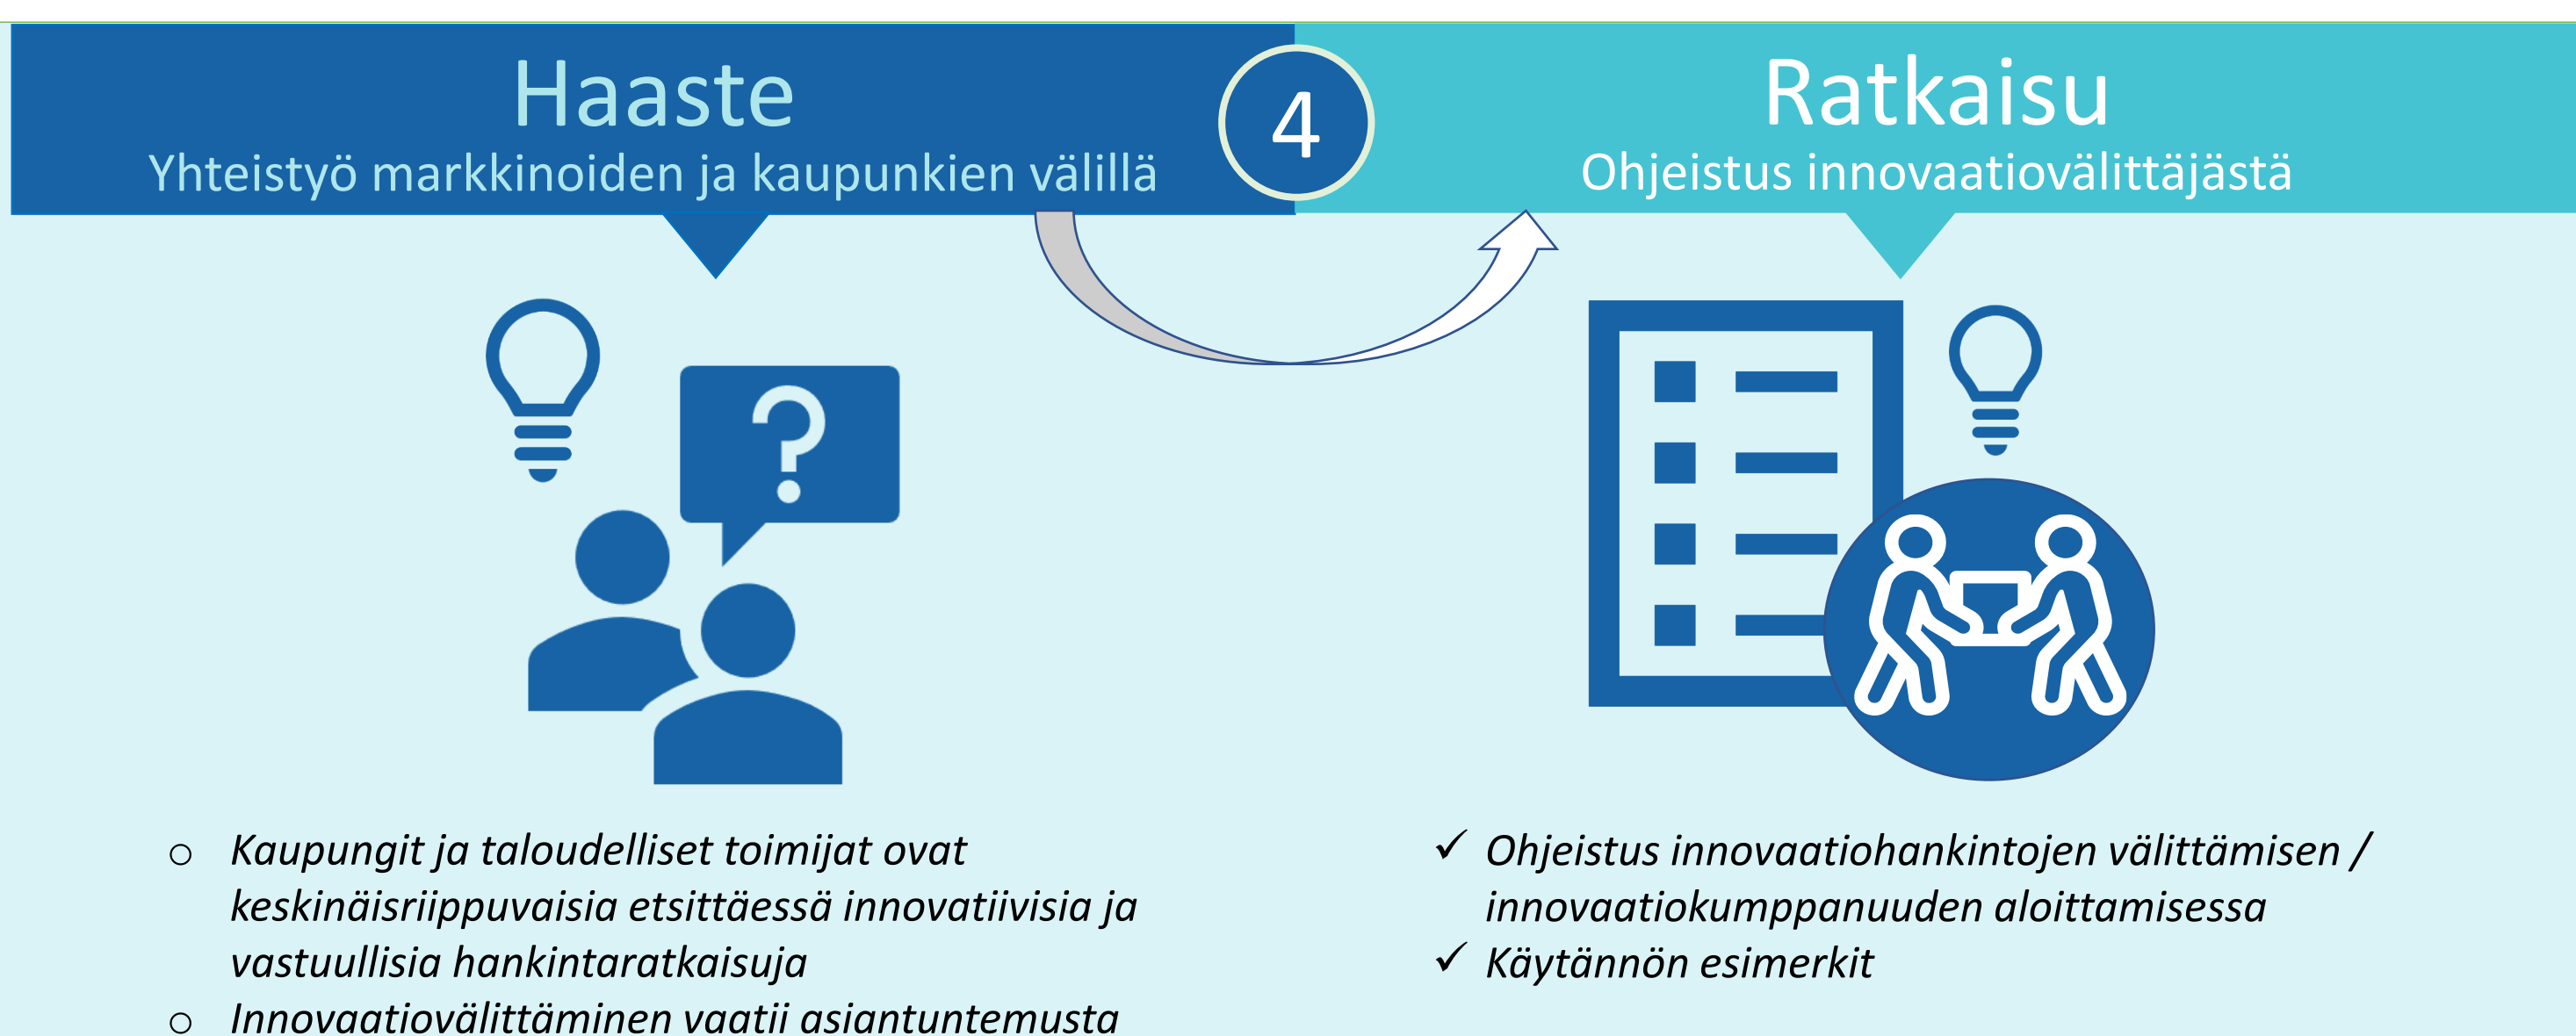 Haaste
Yhteistyö markkinoiden ja kaupunkien välillä
4
Ratkaisu
Ohjeistus innovaatiovälittäjästä
?
o Kaupungit ja taloudelliset toimijat ovat
keskinäisriippuvaisia etsittäessä innovatiivisia ja
vastuullisia hankintaratkaisuja
o Innovaatiovälittäminen vaatii asiantuntemusta
✓ Ohjeistus innovaatiohankintojen välittämisen /
innovaatiokumppanuuden aloittamisessa
✓ Käytännön esimerkit